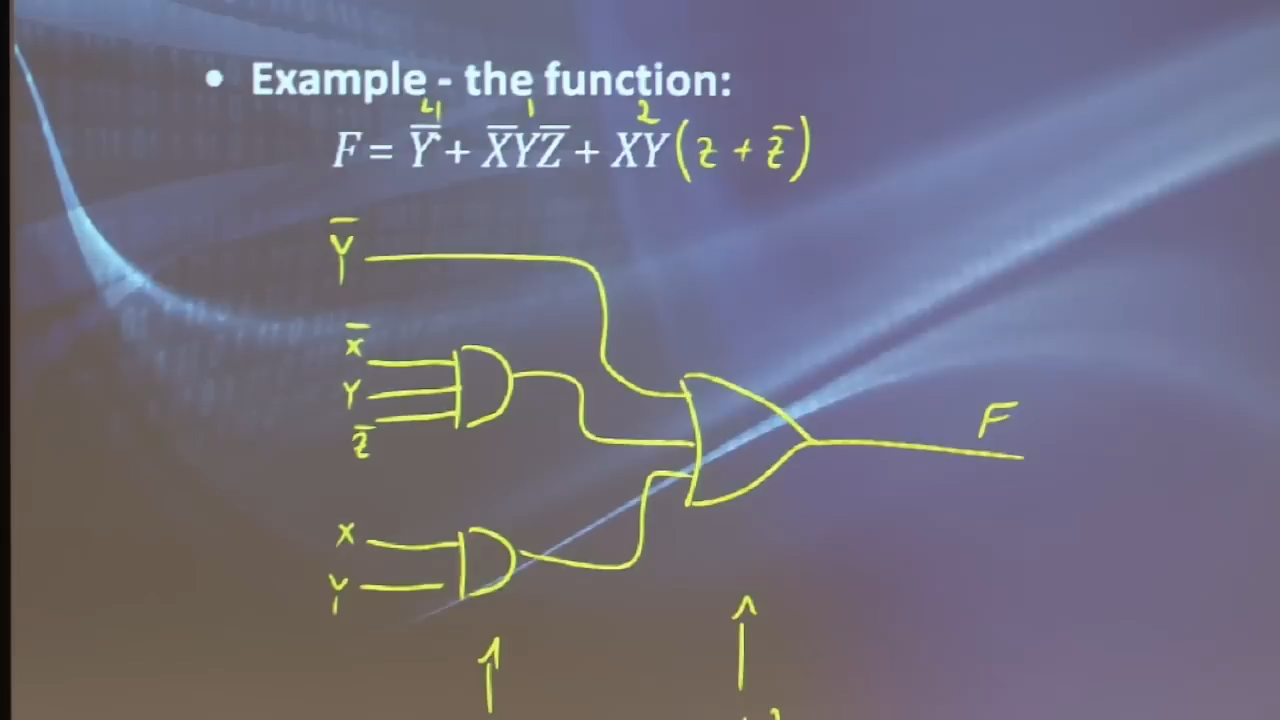 • Example - the function:
4 1 2
F = Y̅ + X̅YZ̅ + XY(z + z̅)
Y̅
X̅
Y
Z̅
X
Y
F